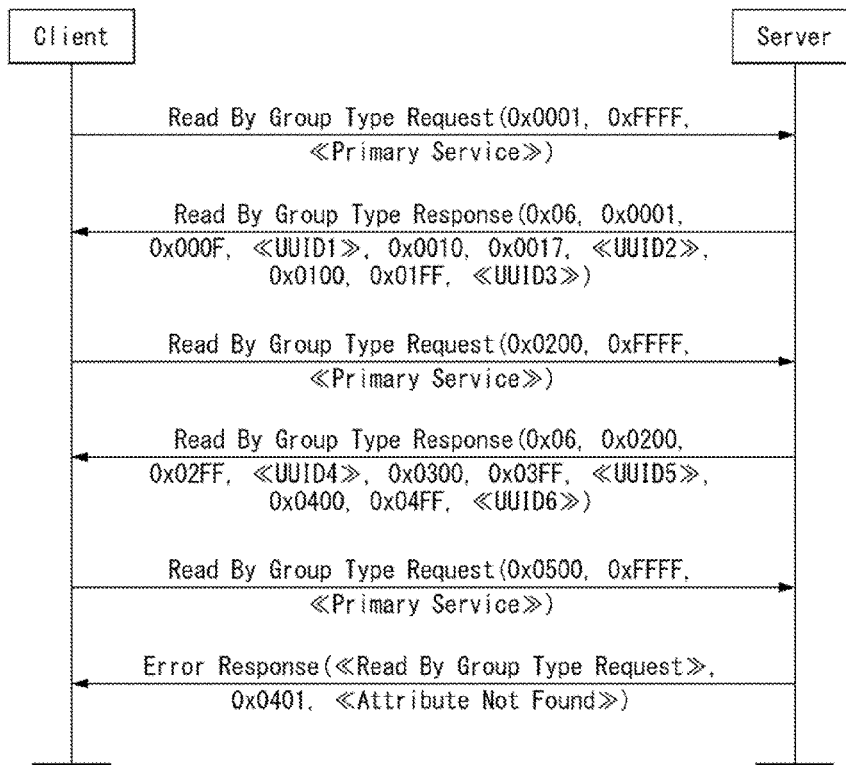 Client
Server
Read By Group Type Request(0x0001, 0xFFFF,
≪Primary Service≫)
Read By Group Type Response(0x06, 0x0001,
0x000F, ≪UUID1≫, 0x0010, 0x0017, ≪UUID2≫,
0x0100, 0x01FF, ≪UUID3≫)
Read By Group Type Request(0x0200, 0xFFFF,
≪Primary Service≫)
Read By Group Type Response(0x06, 0x0200,
0x02FF, ≪UUID4≫, 0x0300, 0x03FF, ≪UUID5≫,
0x0400, 0x04FF, ≪UUID6≫)
Read By Group Type Request(0x0500, 0xFFFF,
≪Primary Service≫)
Error Response(≪Read By Group Type Request≫,
0x0401, ≪Attribute Not Found≫)